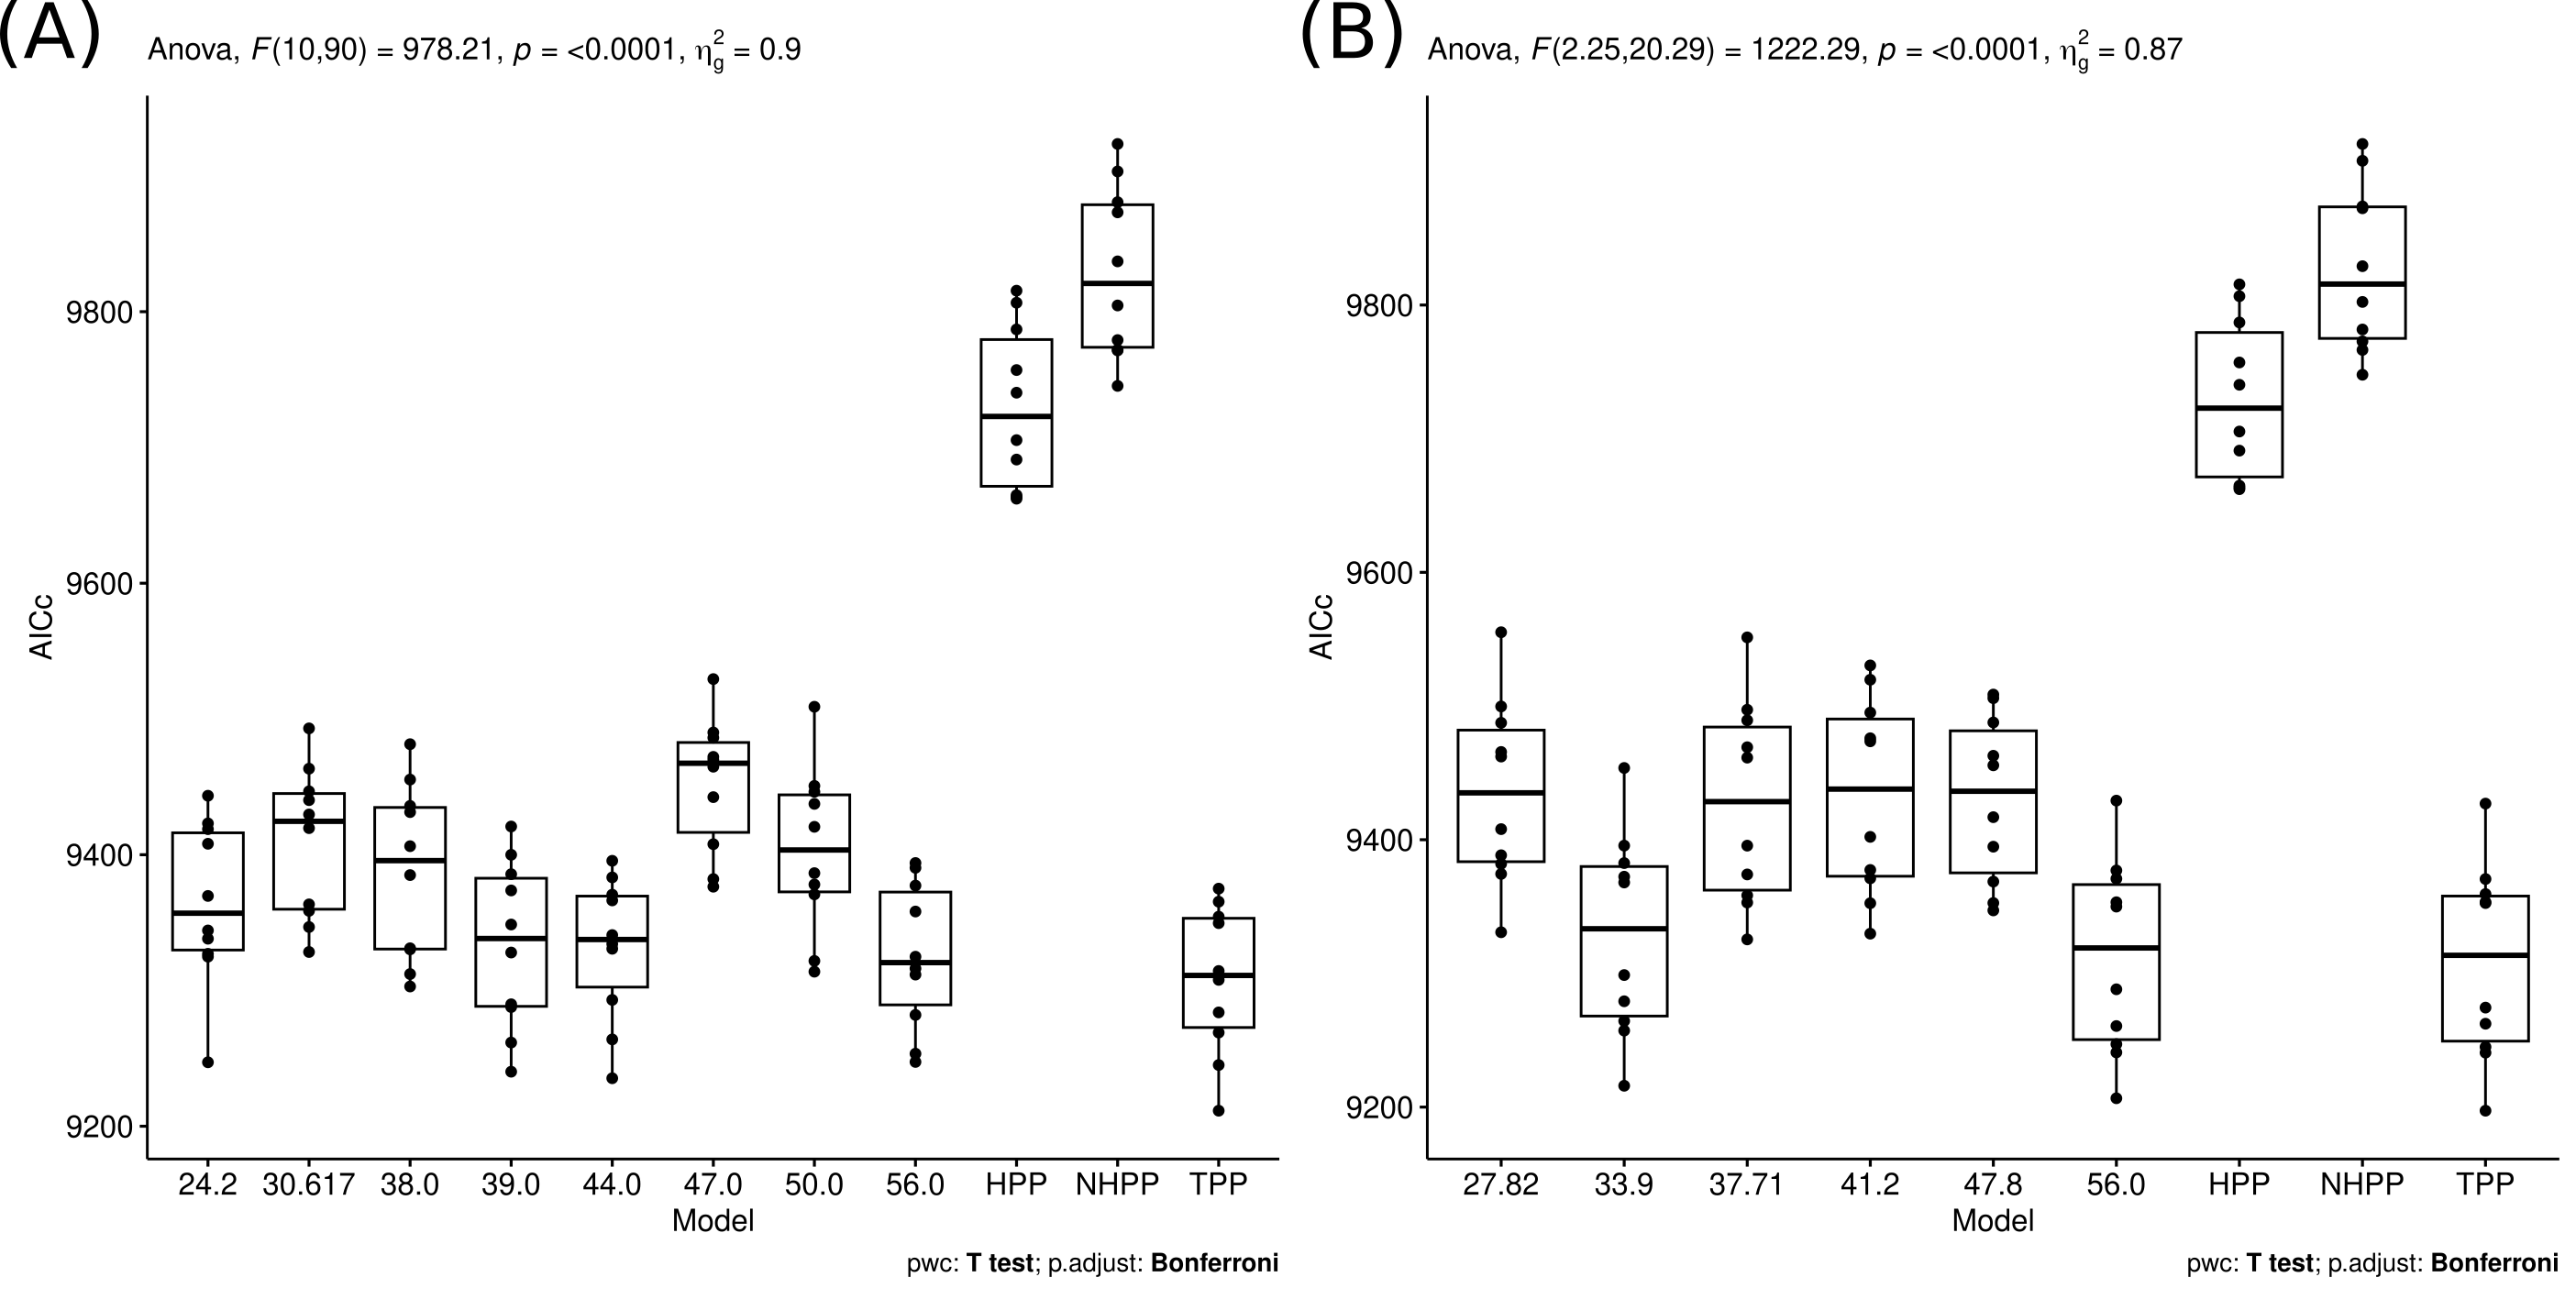 (A)
Anova, F(10,90) = 978.21, p = <0.0001, η²g = 0.9
AICc
9800
9600
9400
9200
24.2 30.617 38.0 39.0 44.0 47.0 50.0 56.0 HPP NHPP TPP
Model
pwc: T test; p.adjust: Bonferroni
(B)
Anova, F(2.25,20.29) = 1222.29, p = <0.0001, η²g = 0.87
AICc
9800
9600
9400
9200
27.82 33.9 37.71 41.2 47.8 56.0 HPP NHPP TPP
Model
pwc: T test; p.adjust: Bonferroni